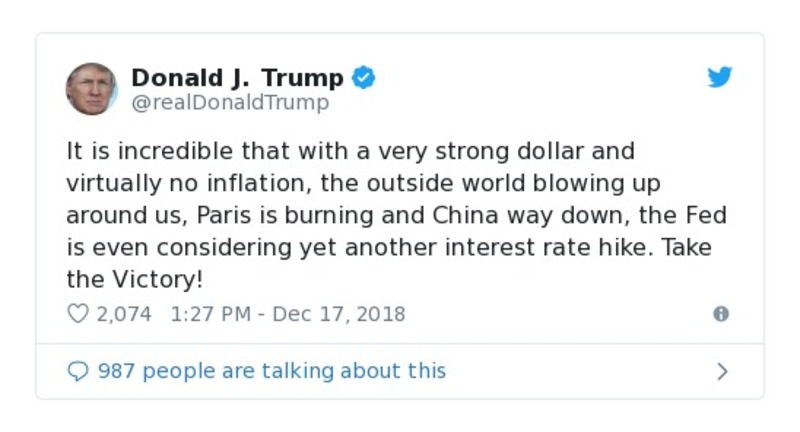 Donald J. Trump
@realDonaldTrump
It is incredible that with a very strong dollar and
virtually no inflation, the outside world blowing up
around us, Paris is burning and China way down, the Fed
is even considering yet another interest rate hike. Take
the Victory!
2,074 1:27 PM - Dec 17, 2018
987 people are talking about this